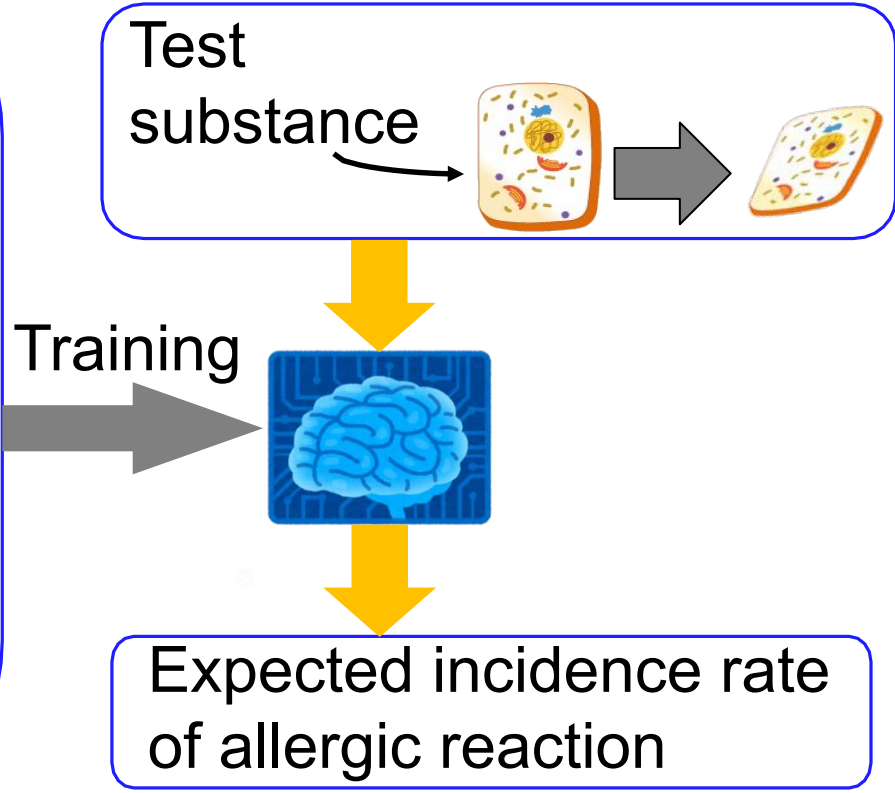 Test
substance
Training
Expected incidence rate
of allergic reaction